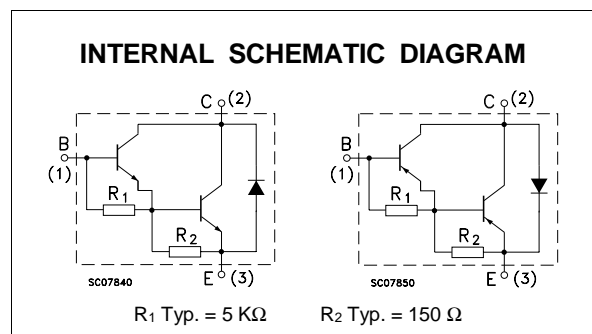 INTERNAL SCHEMATIC DIAGRAM
C (2) C (2)
B B
(1) (1)
R1 R1
R2 R2
E (3) E (3)
SC07840 SC07850
R1 Typ. = 5 KΩ R2 Typ. = 150 Ω